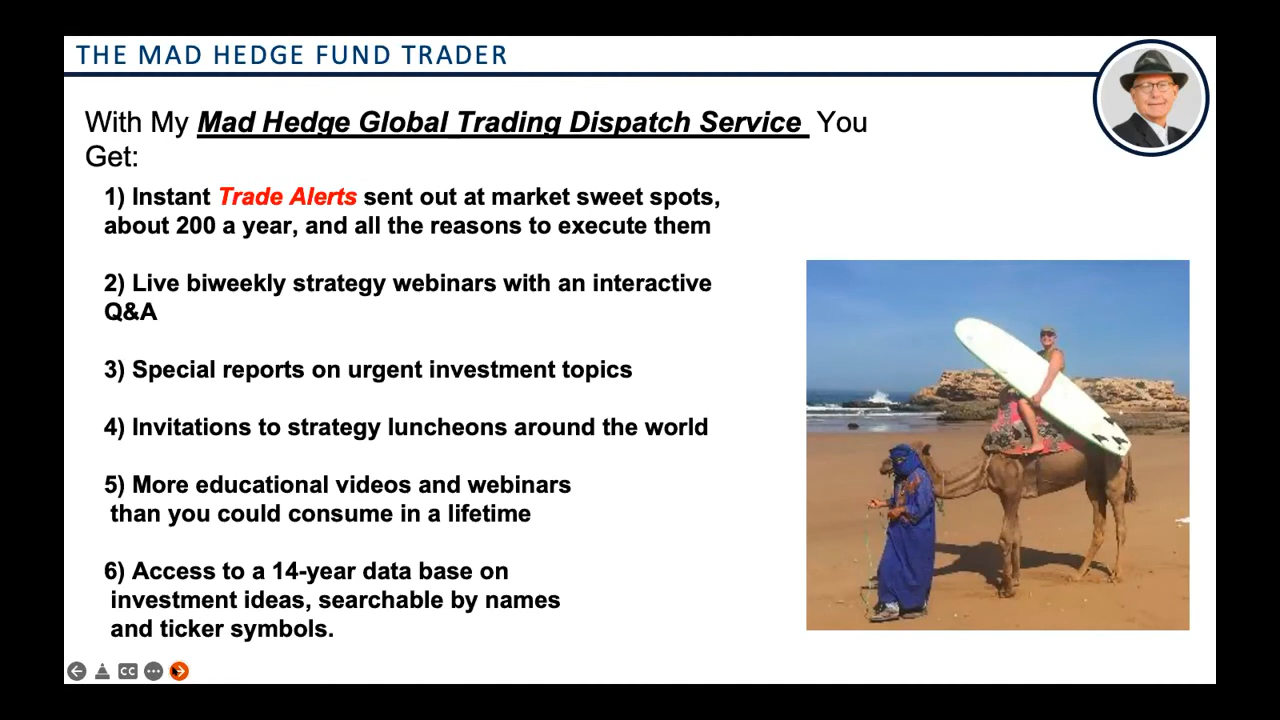 THE MAD HEDGE FUND TRADER
With My Mad Hedge Global Trading Dispatch Service You
Get:
1) Instant Trade Alerts sent out at market sweet spots,
about 200 a year, and all the reasons to execute them
2) Live biweekly strategy webinars with an interactive
Q&A
3) Special reports on urgent investment topics
4) Invitations to strategy luncheons around the world
5) More educational videos and webinars
than you could consume in a lifetime
6) Access to a 14-year data base on
investment ideas, searchable by names
and ticker symbols.
CC